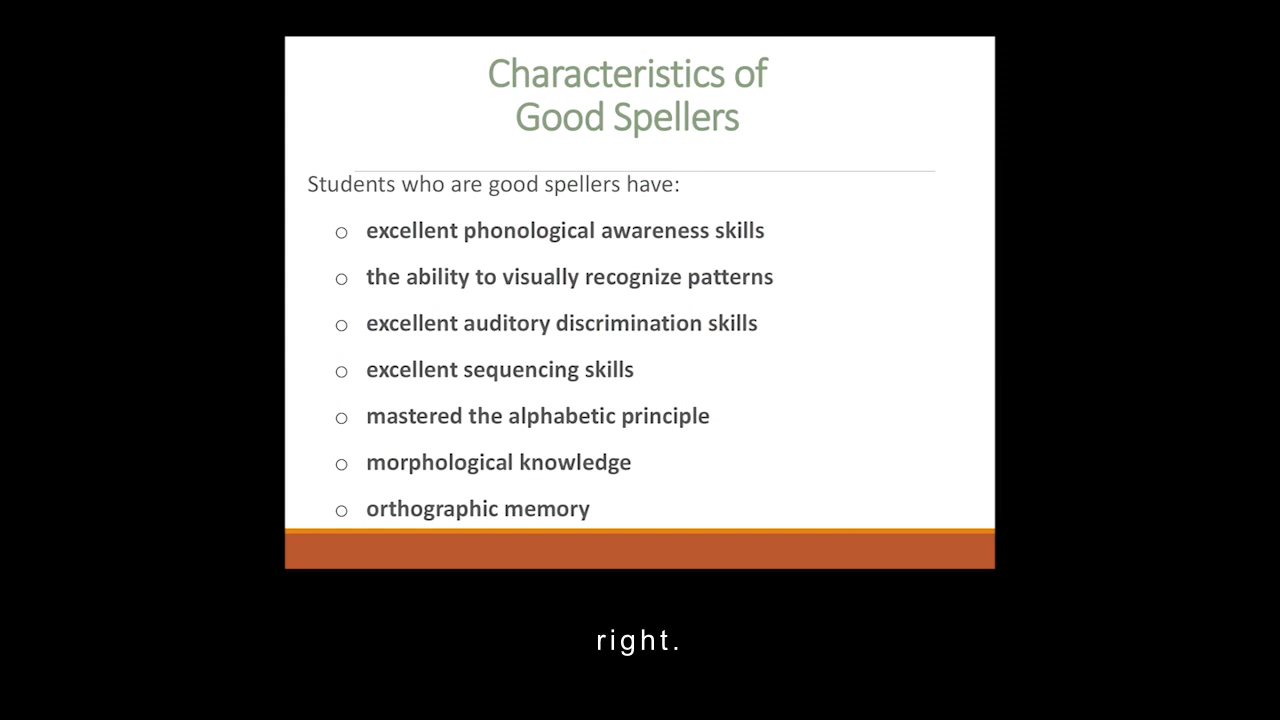 Characteristics of
Good Spellers
Students who are good spellers have:
○ excellent phonological awareness skills
○ the ability to visually recognize patterns
○ excellent auditory discrimination skills
○ excellent sequencing skills
○ mastered the alphabetic principle
○ morphological knowledge
○ orthographic memory
right.